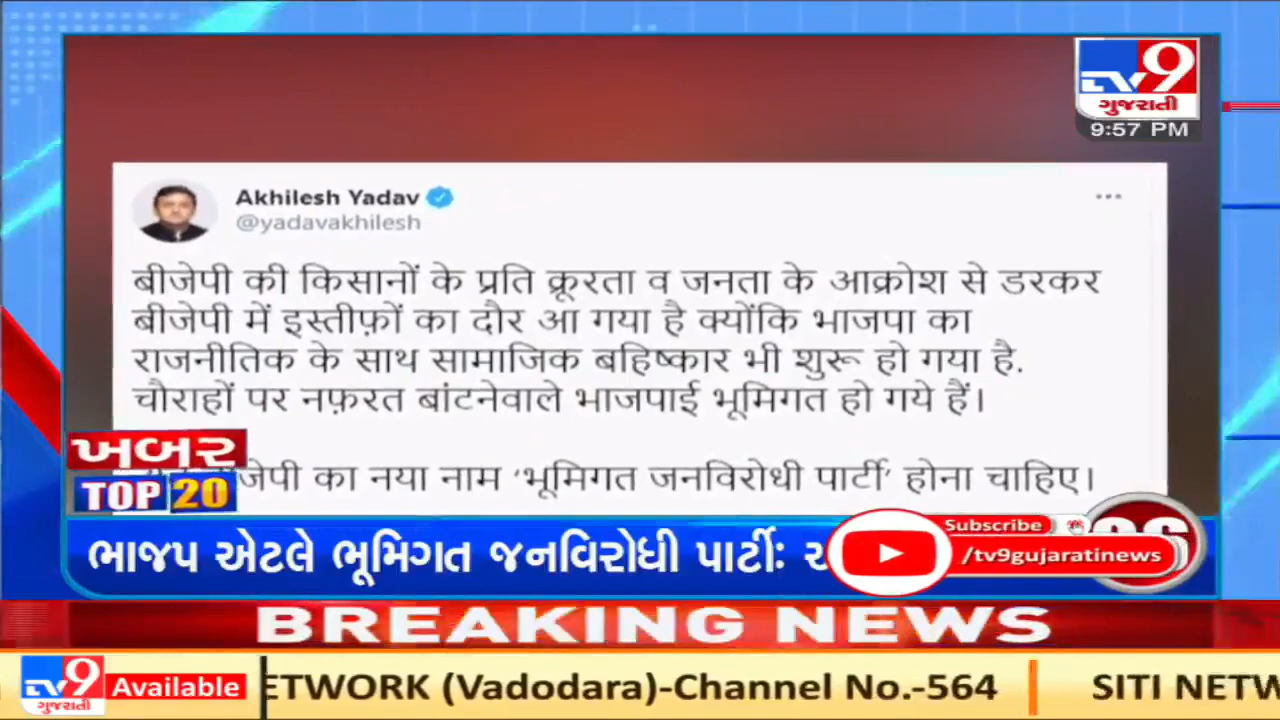 TV9
ગુજરાતી
9:57 PM
Akhilesh Yadav
@yadavakhilesh
बीजेपी की किसानों के प्रति क्रूरता व जनता के आक्रोश से डरकर
बीजेपी में इस्तीफ़ों का दौर आ गया है क्योंकि भाजपा का
राजनीतिक के साथ सामाजिक बहिष्कार भी शुरू हो गया है.
चौराहों पर नफ़रत बांटनेवाले भाजपाई भूमिगत हो गये हैं।
का नया नाम ‘भूमिगत जनविरोधी पार्टी’ होना चाहिए।
ખબર
TOP 20
ભાજપ એટલે ભૂમિગત જનવિરોધી પાર્ટીઃ
Subscribe
/tv9gujaratinews
BREAKING NEWS
TV9
ગુજરાતી
Available
ETWORK (Vadodara)-Channel No.-564
SITI NETW